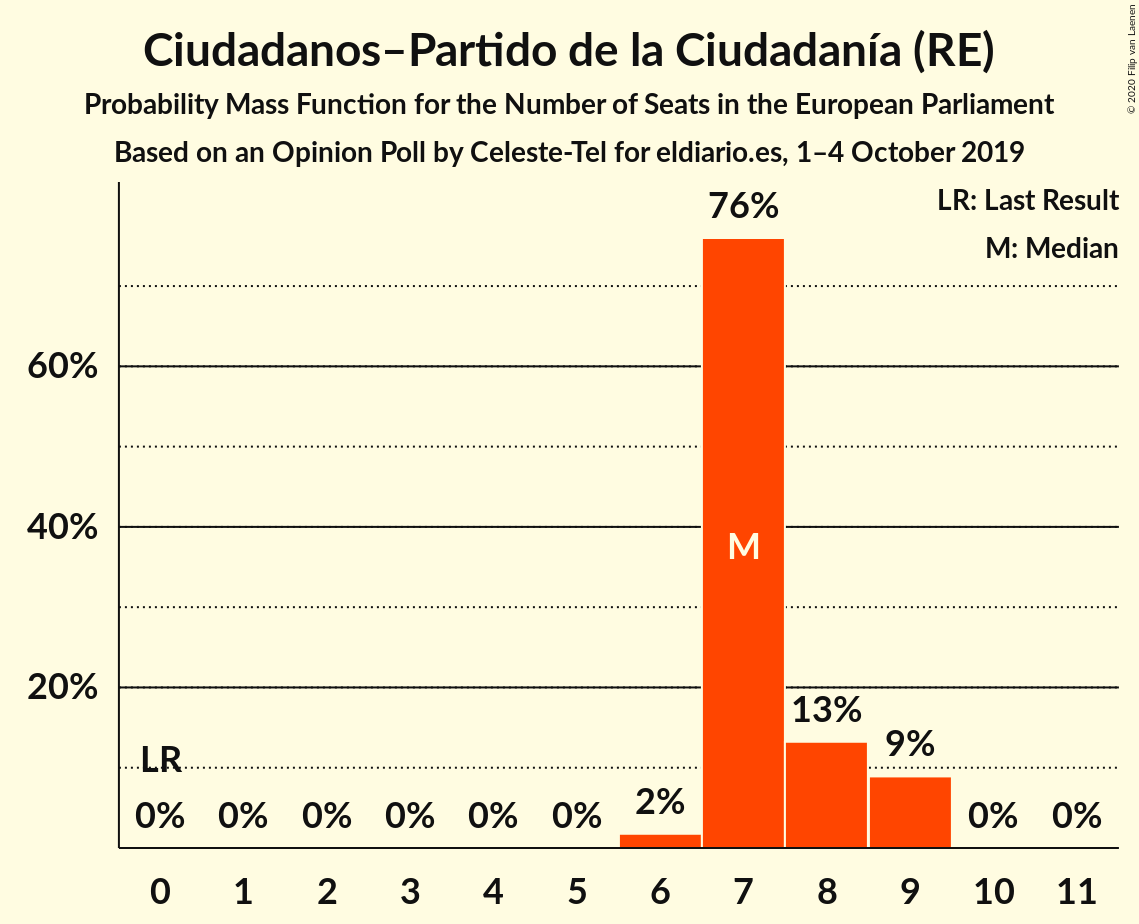 Ciudadanos–Partido de la Ciudadanía (RE)
Probability Mass Function for the Number of Seats in the European Parliament
Based on an Opinion Poll by Celeste-Tel for eldiario.es, 1–4 October 2019
© 2020 Filip van Laenen
LR: Last Result
M: Median
76%
60%
40%
M
20%
13%
9%
LR
2%
0% 0% 0% 0% 0% 0% 0% 0%
0 1 2 3 4 5 6 7 8 9 10 11